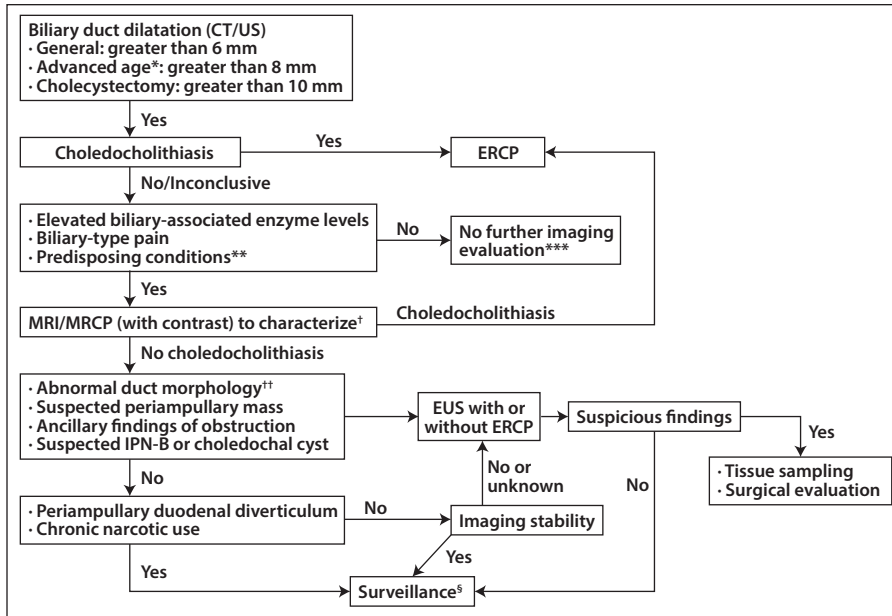 Biliary duct dilatation (CT/US)
· General: greater than 6 mm
· Advanced age*: greater than 8 mm
· Cholecystectomy: greater than 10 mm
Yes
Choledocholithiasis
Yes
ERCP
No/Inconclusive
· Elevated biliary-associated enzyme levels
· Biliary-type pain
· Predisposing conditions**
No
No further imaging
evaluation***
Yes
MRI/MRCP (with contrast) to characterize†
Choledocholithiasis
No choledocholithiasis
· Abnormal duct morphology††
· Suspected periampullary mass
· Ancillary findings of obstruction
· Suspected IPN-B or choledochal cyst
EUS with or
without ERCP
Suspicious findings
Yes
· Tissue sampling
· Surgical evaluation
No
No or
unknown
No
· Periampullary duodenal diverticulum
· Chronic narcotic use
No
Imaging stability
Yes
Yes
Surveillance§